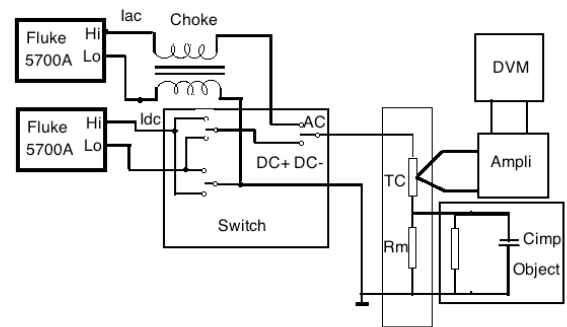 Iac
Choke
Fluke
5700A
Hi
Lo
DVM
Fluke
5700A
Hi
Lo
Idc
AC
DC+ DC-
Switch
TC
Ampli
Rm
Cimp
Object